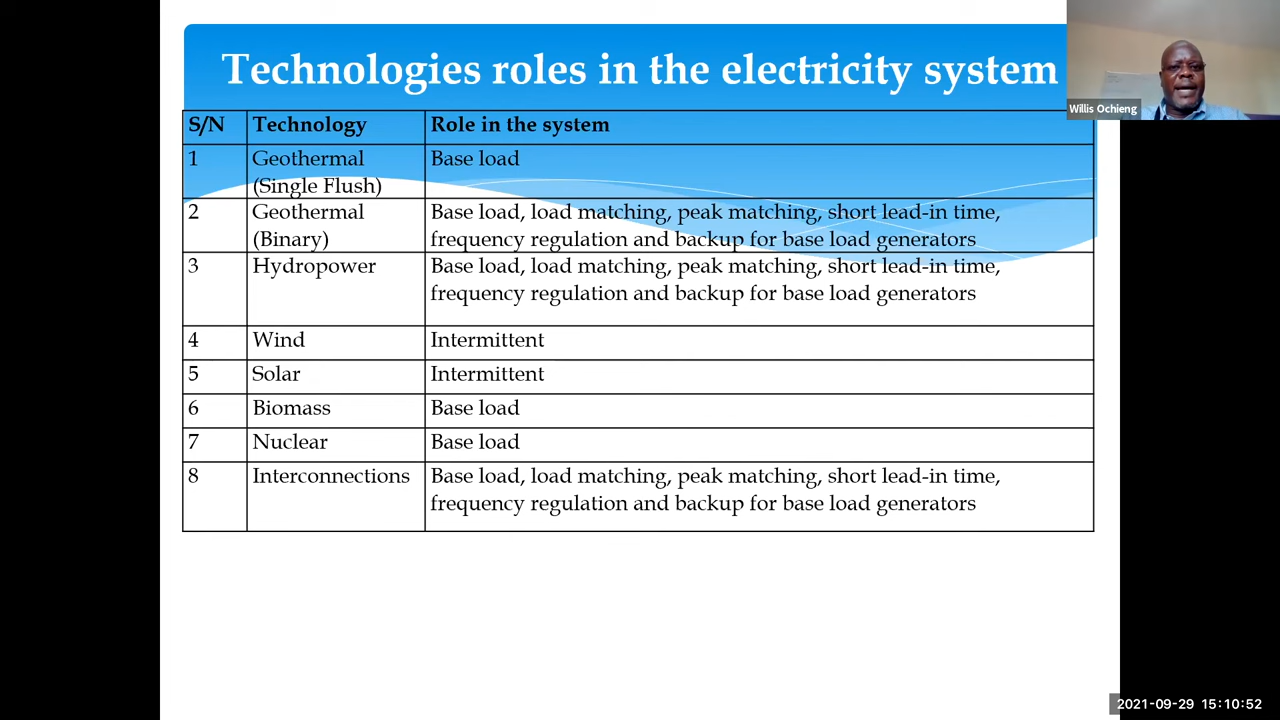 Technologies roles in the electricity system
Willis Ochieng
S/N Technology Role in the system
1 Geothermal Base load
(Single Flush)
2 Geothermal Base load, load matching, peak matching, short lead-in time,
(Binary) frequency regulation and backup for base load generators
3 Hydropower Base load, load matching, peak matching, short lead-in time,
frequency regulation and backup for base load generators
4 Wind Intermittent
5 Solar Intermittent
6 Biomass Base load
7 Nuclear Base load
8 Interconnections Base load, load matching, peak matching, short lead-in time,
frequency regulation and backup for base load generators
2021-09-29 15:10:52